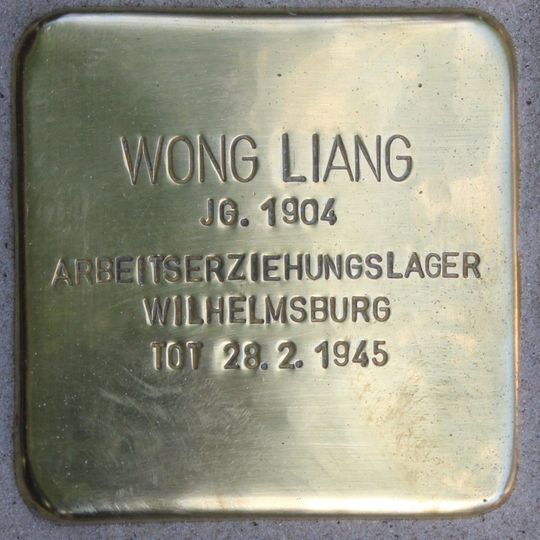 WONG LIANG
JG. 1904
ARBEITSERZIEHUNGSLAGER
WILHELMSBURG
TOT 28. 2. 1945